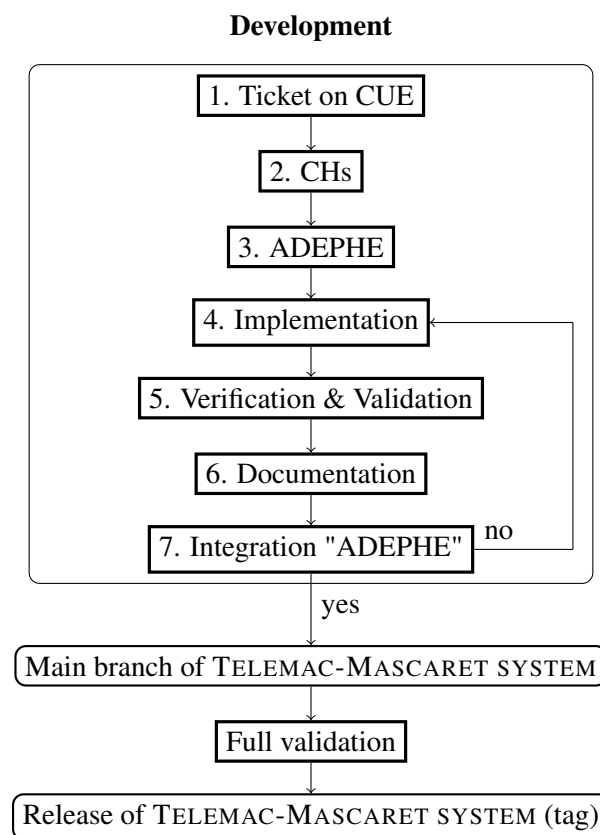 Development
1. Ticket on CUE
2. CHs
3. ADEPHE
4. Implementation
5. Verification & Validation
6. Documentation
7. Integration "ADEPHE"
no
yes
Main branch of TELEMAC-MASCARET SYSTEM
Full validation
Release of TELEMAC-MASCARET SYSTEM (tag)